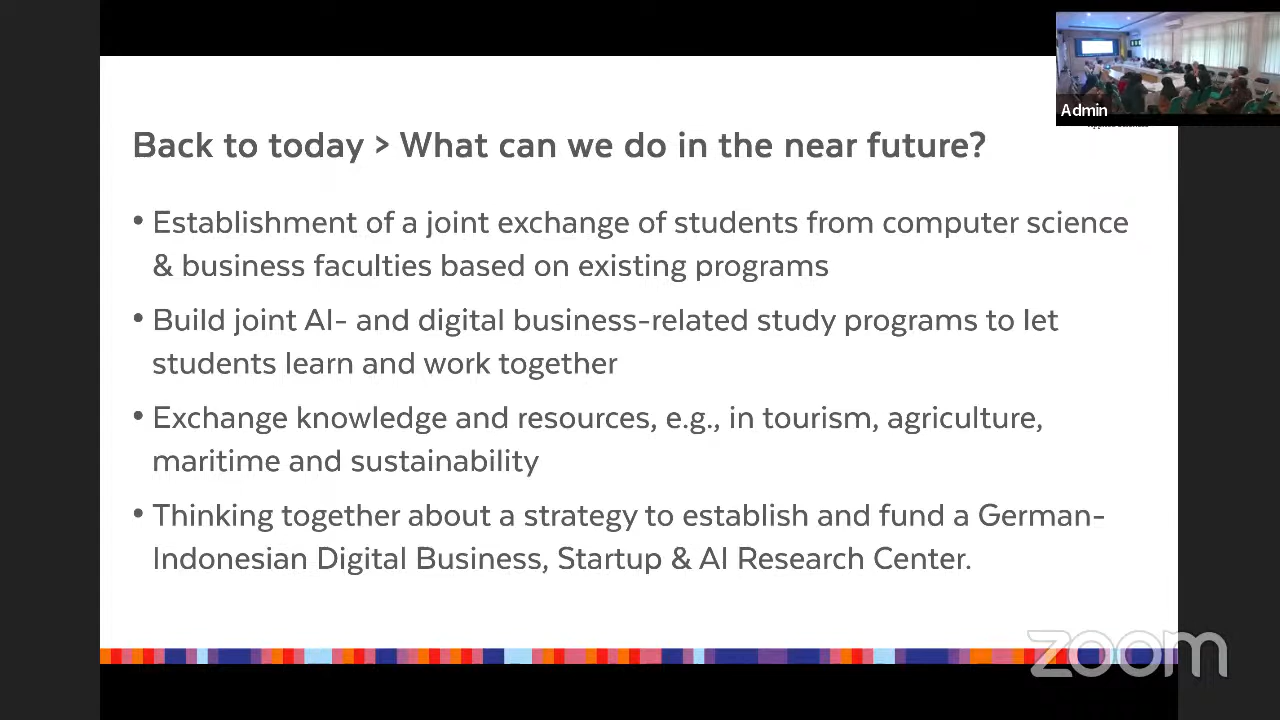 Admin
Back to today > What can we do in the near future?
• Establishment of a joint exchange of students from computer science
& business faculties based on existing programs
• Build joint AI- and digital business-related study programs to let
students learn and work together
• Exchange knowledge and resources, e.g., in tourism, agriculture,
maritime and sustainability
• Thinking together about a strategy to establish and fund a German-
Indonesian Digital Business, Startup & AI Research Center.
zoom